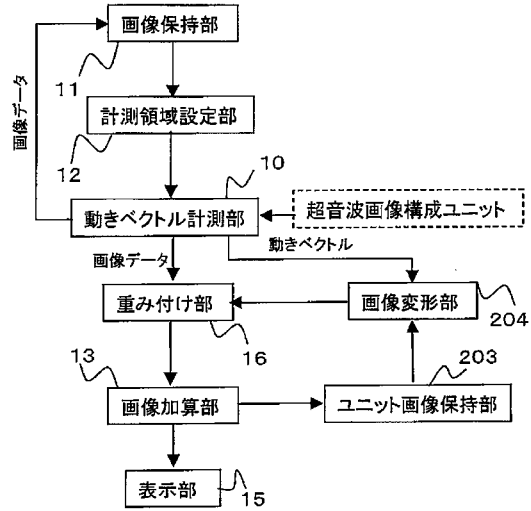 画像保持部
11
画像データ
計測領域設定部
12
10
動きベクトル計測部
超音波画像構成ユニット
動きベクトル
画像データ
重み付け部
16
画像変形部
204
13
画像加算部
203
ユニット画像保持部
表示部
15